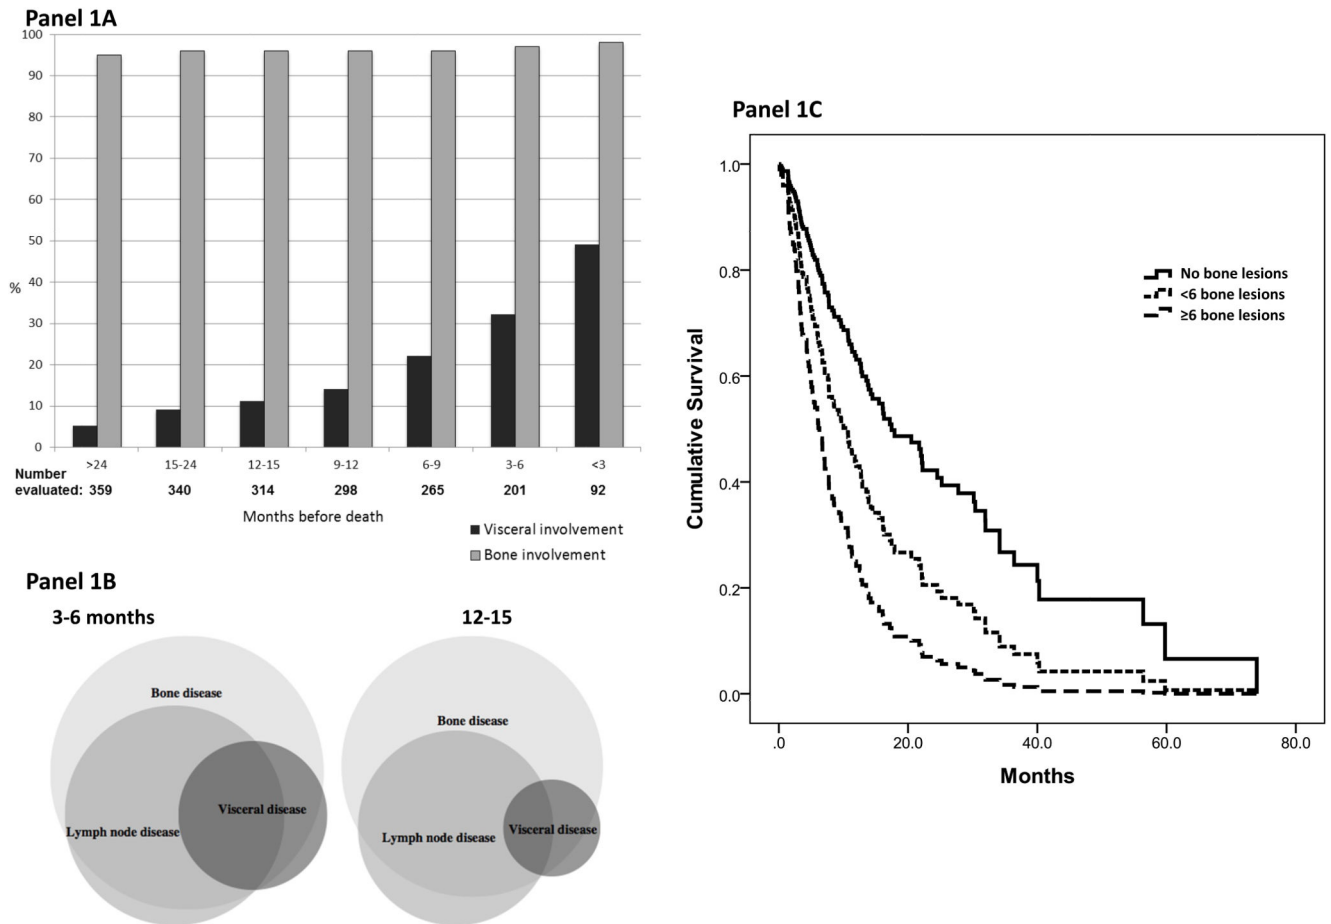 Panel 1A
100
90
80
70
60
50
40
30
20
10
0
%
>24 15-24 12-15 9-12 6-9 3-6 <3
Number
evaluated: 359 340 314 298 265 201 92
Months before death
Visceral involvement
Bone involvement
Panel 1B
3-6 months
12-15
Bone disease
Visceral disease
Lymph node disease
Bone disease
Visceral disease
Lymph node disease
Panel 1C
1.0
0.8
0.6
0.4
0.2
0.0
Cumulative Survival
No bone lesions
<6 bone lesions
≥6 bone lesions
.0 20.0 40.0 60.0 80.0
Months